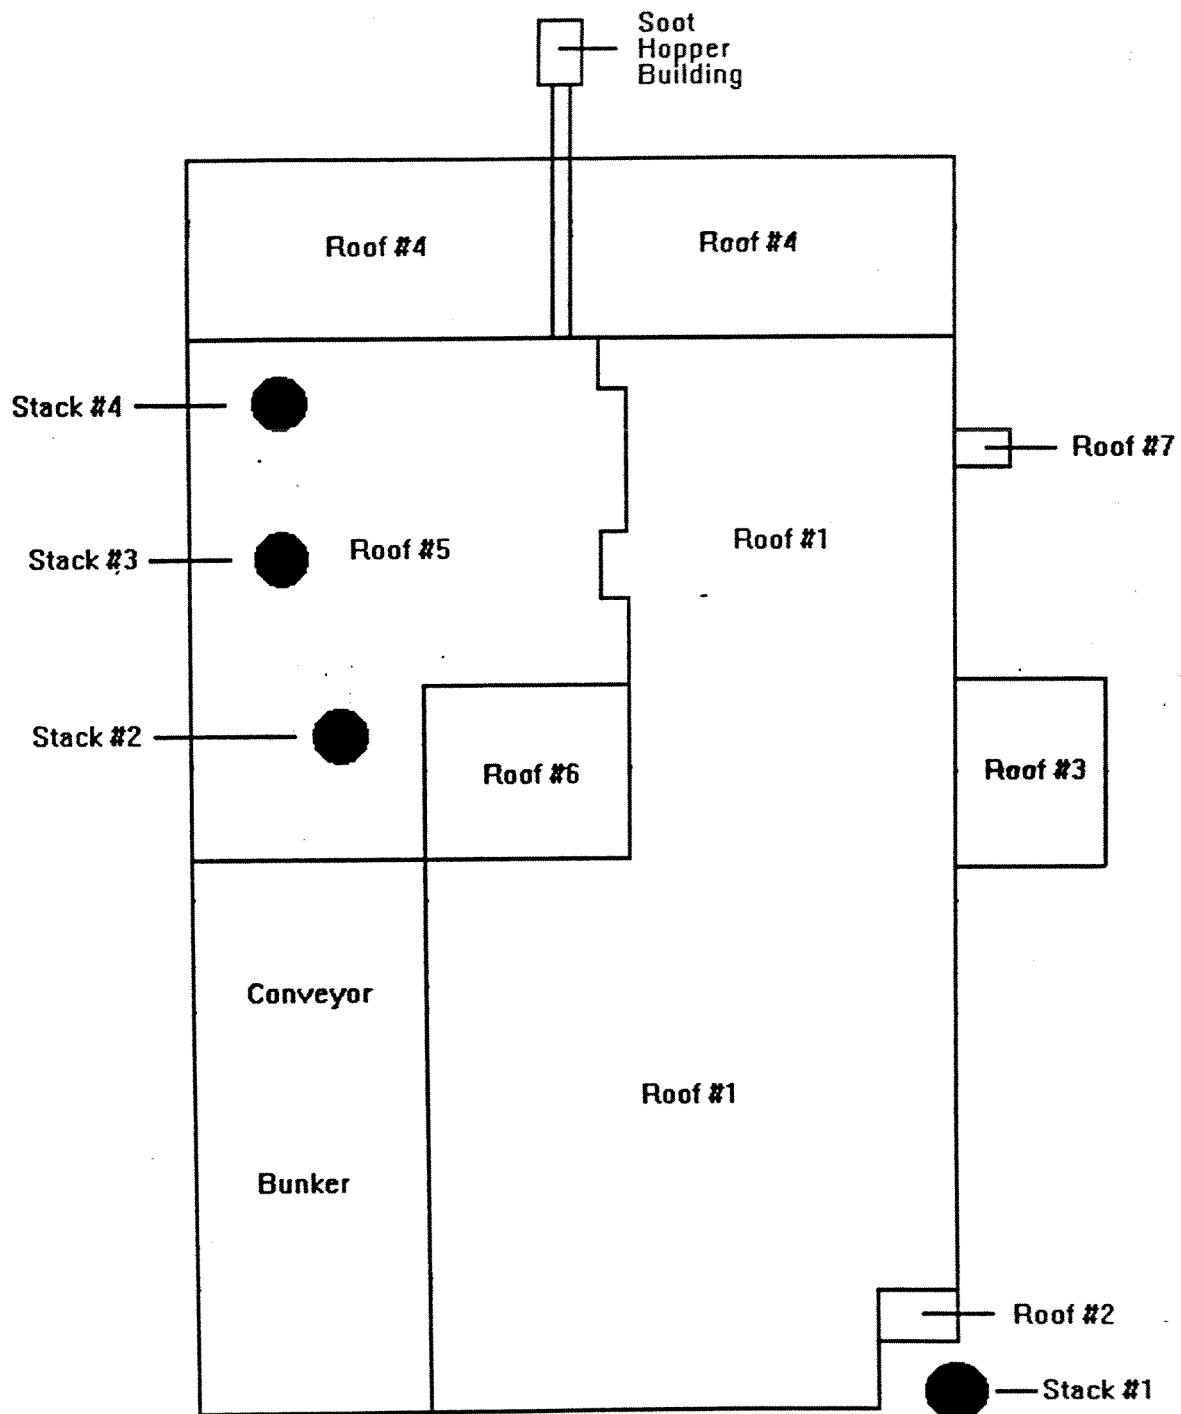 Soot
Hopper
Building
Roof #4
Roof #4
Stack #4
Roof #7
Roof #1
Stack #3
Roof #5
Stack #2
Roof #6
Roof #3
Conveyor
Roof #1
Bunker
Roof #2
Stack #1